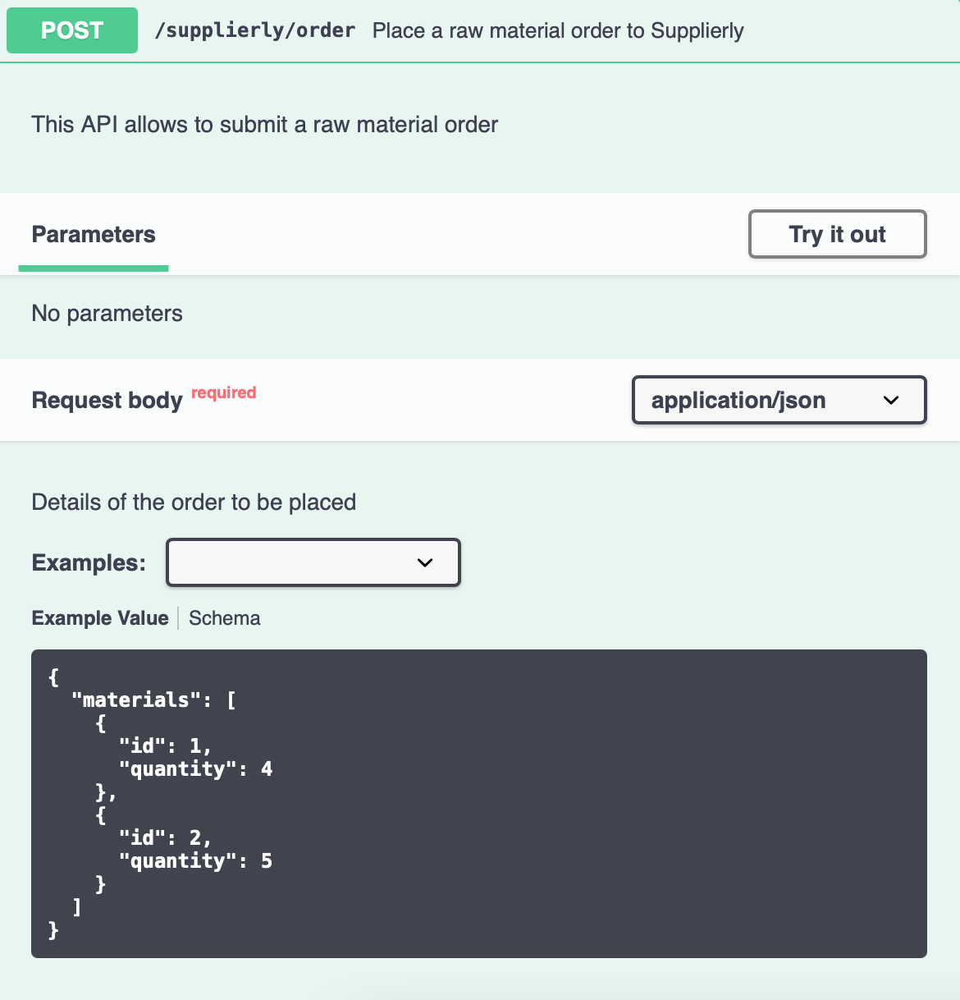 POST /supplierly/order Place a raw material order to Supplierly
This API allows to submit a raw material order
Parameters Try it out
No parameters
Request body required application/json
Details of the order to be placed
Examples:
Example Value Schema
{
  "materials": [
    {
      "id": 1,
      "quantity": 4
    },
    {
      "id": 2,
      "quantity": 5
    }
  ]
}